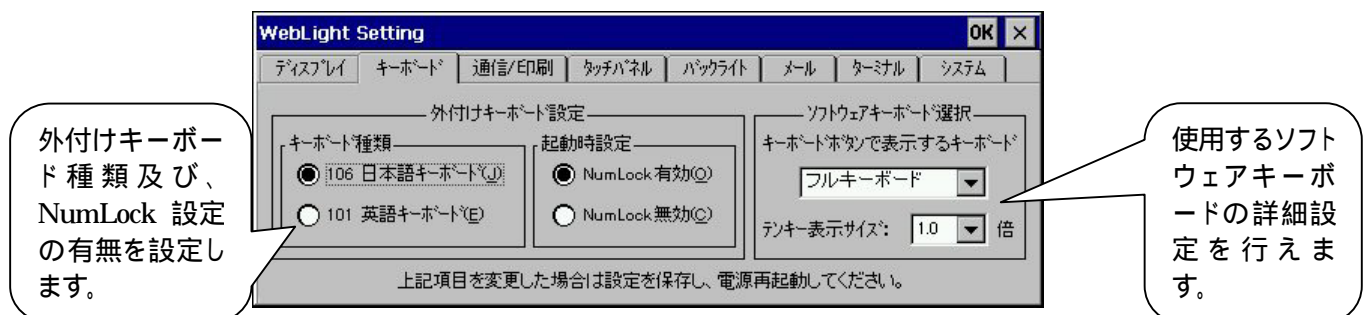 WebLight Setting OK ×
ディスプレイ キーボード 通信/印刷 タッチパネル バックライト メール ターミナル システム
外付けキーボード設定
キーボード種類
106 日本語キーボード(J)
101 英語キーボード(E)
起動時設定
NumLock有効(O)
NumLock無効(C)
ソフトウェアキーボード選択
キーボードボタンで表示するキーボード
フルキーボード
テンキー表示サイズ: 1.0 倍
上記項目を変更した場合は設定を保存し、電源再起動してください。
外付けキーボー
ド種類及び、
NumLock 設定
の有無を設定し
ます。
使用するソフト
ウェアキーボ
ードの詳細設
定を行えま
す。